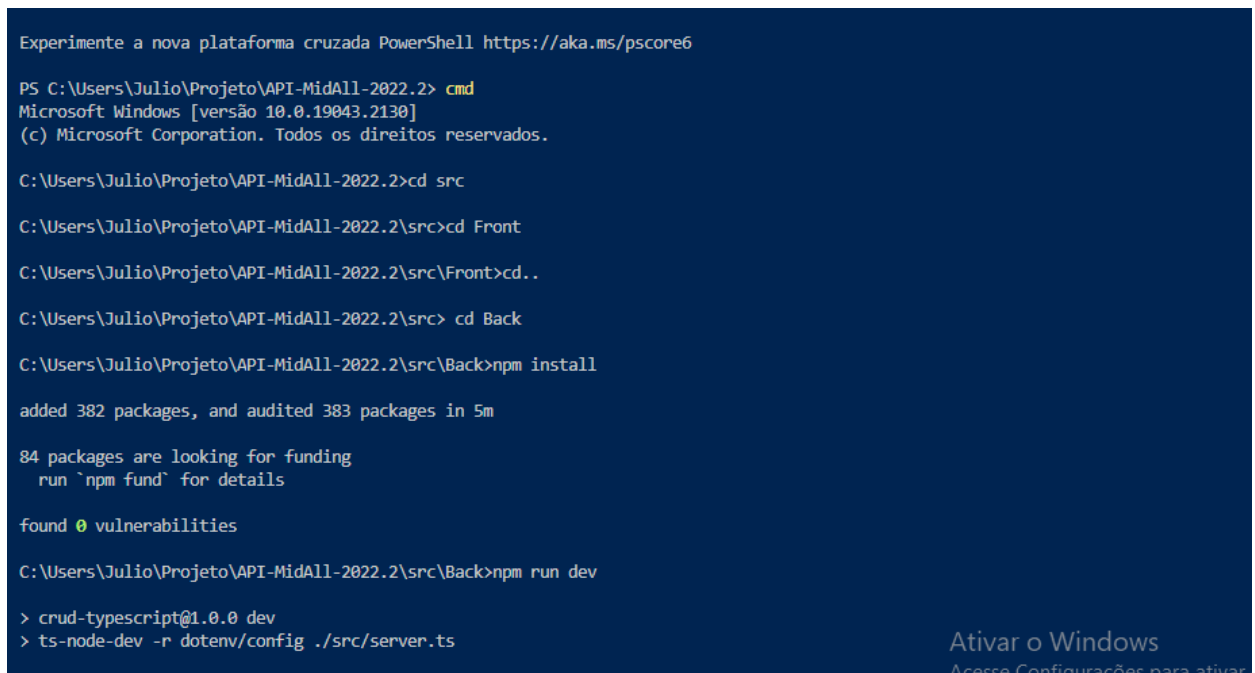 Experimente a nova plataforma cruzada PowerShell https://aka.ms/pscore6
PS C:\Users\Julio\Projeto\API-MidAll-2022.2> cmd
Microsoft Windows [versão 10.0.19043.2130]
(c) Microsoft Corporation. Todos os direitos reservados.
C:\Users\Julio\Projeto\API-MidAll-2022.2>cd src
C:\Users\Julio\Projeto\API-MidAll-2022.2\src>cd Front
C:\Users\Julio\Projeto\API-MidAll-2022.2\src\Front>cd..
C:\Users\Julio\Projeto\API-MidAll-2022.2\src> cd Back
C:\Users\Julio\Projeto\API-MidAll-2022.2\src\Back>npm install
added 382 packages, and audited 383 packages in 5m
84 packages are looking for funding
  run `npm fund` for details
found 0 vulnerabilities
C:\Users\Julio\Projeto\API-MidAll-2022.2\src\Back>npm run dev
> crud-typescript@1.0.0 dev
> ts-node-dev -r dotenv/config ./src/server.ts
Ativar o Windows
Acesse Configurações para ativar